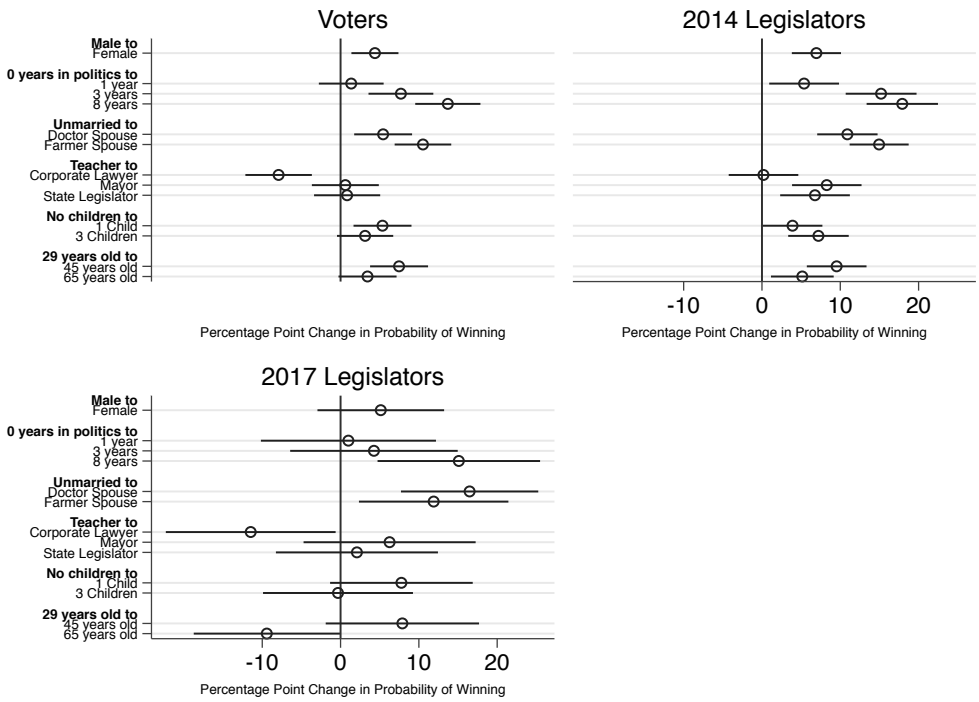 Voters
Male to
Female
0 years in politics to
1 year
3 years
8 years
Unmarried to
Doctor Spouse
Farmer Spouse
Teacher to
Corporate Lawyer
Mayor
State Legislator
No children to
1 Child
3 Children
29 years old to
45 years old
65 years old
Percentage Point Change in Probability of Winning
2014 Legislators
-10 0 10 20
Percentage Point Change in Probability of Winning
2017 Legislators
Male to
Female
0 years in politics to
1 year
3 years
8 years
Unmarried to
Doctor Spouse
Farmer Spouse
Teacher to
Corporate Lawyer
Mayor
State Legislator
No children to
1 Child
3 Children
29 years old to
45 years old
65 years old
-10 0 10 20
Percentage Point Change in Probability of Winning